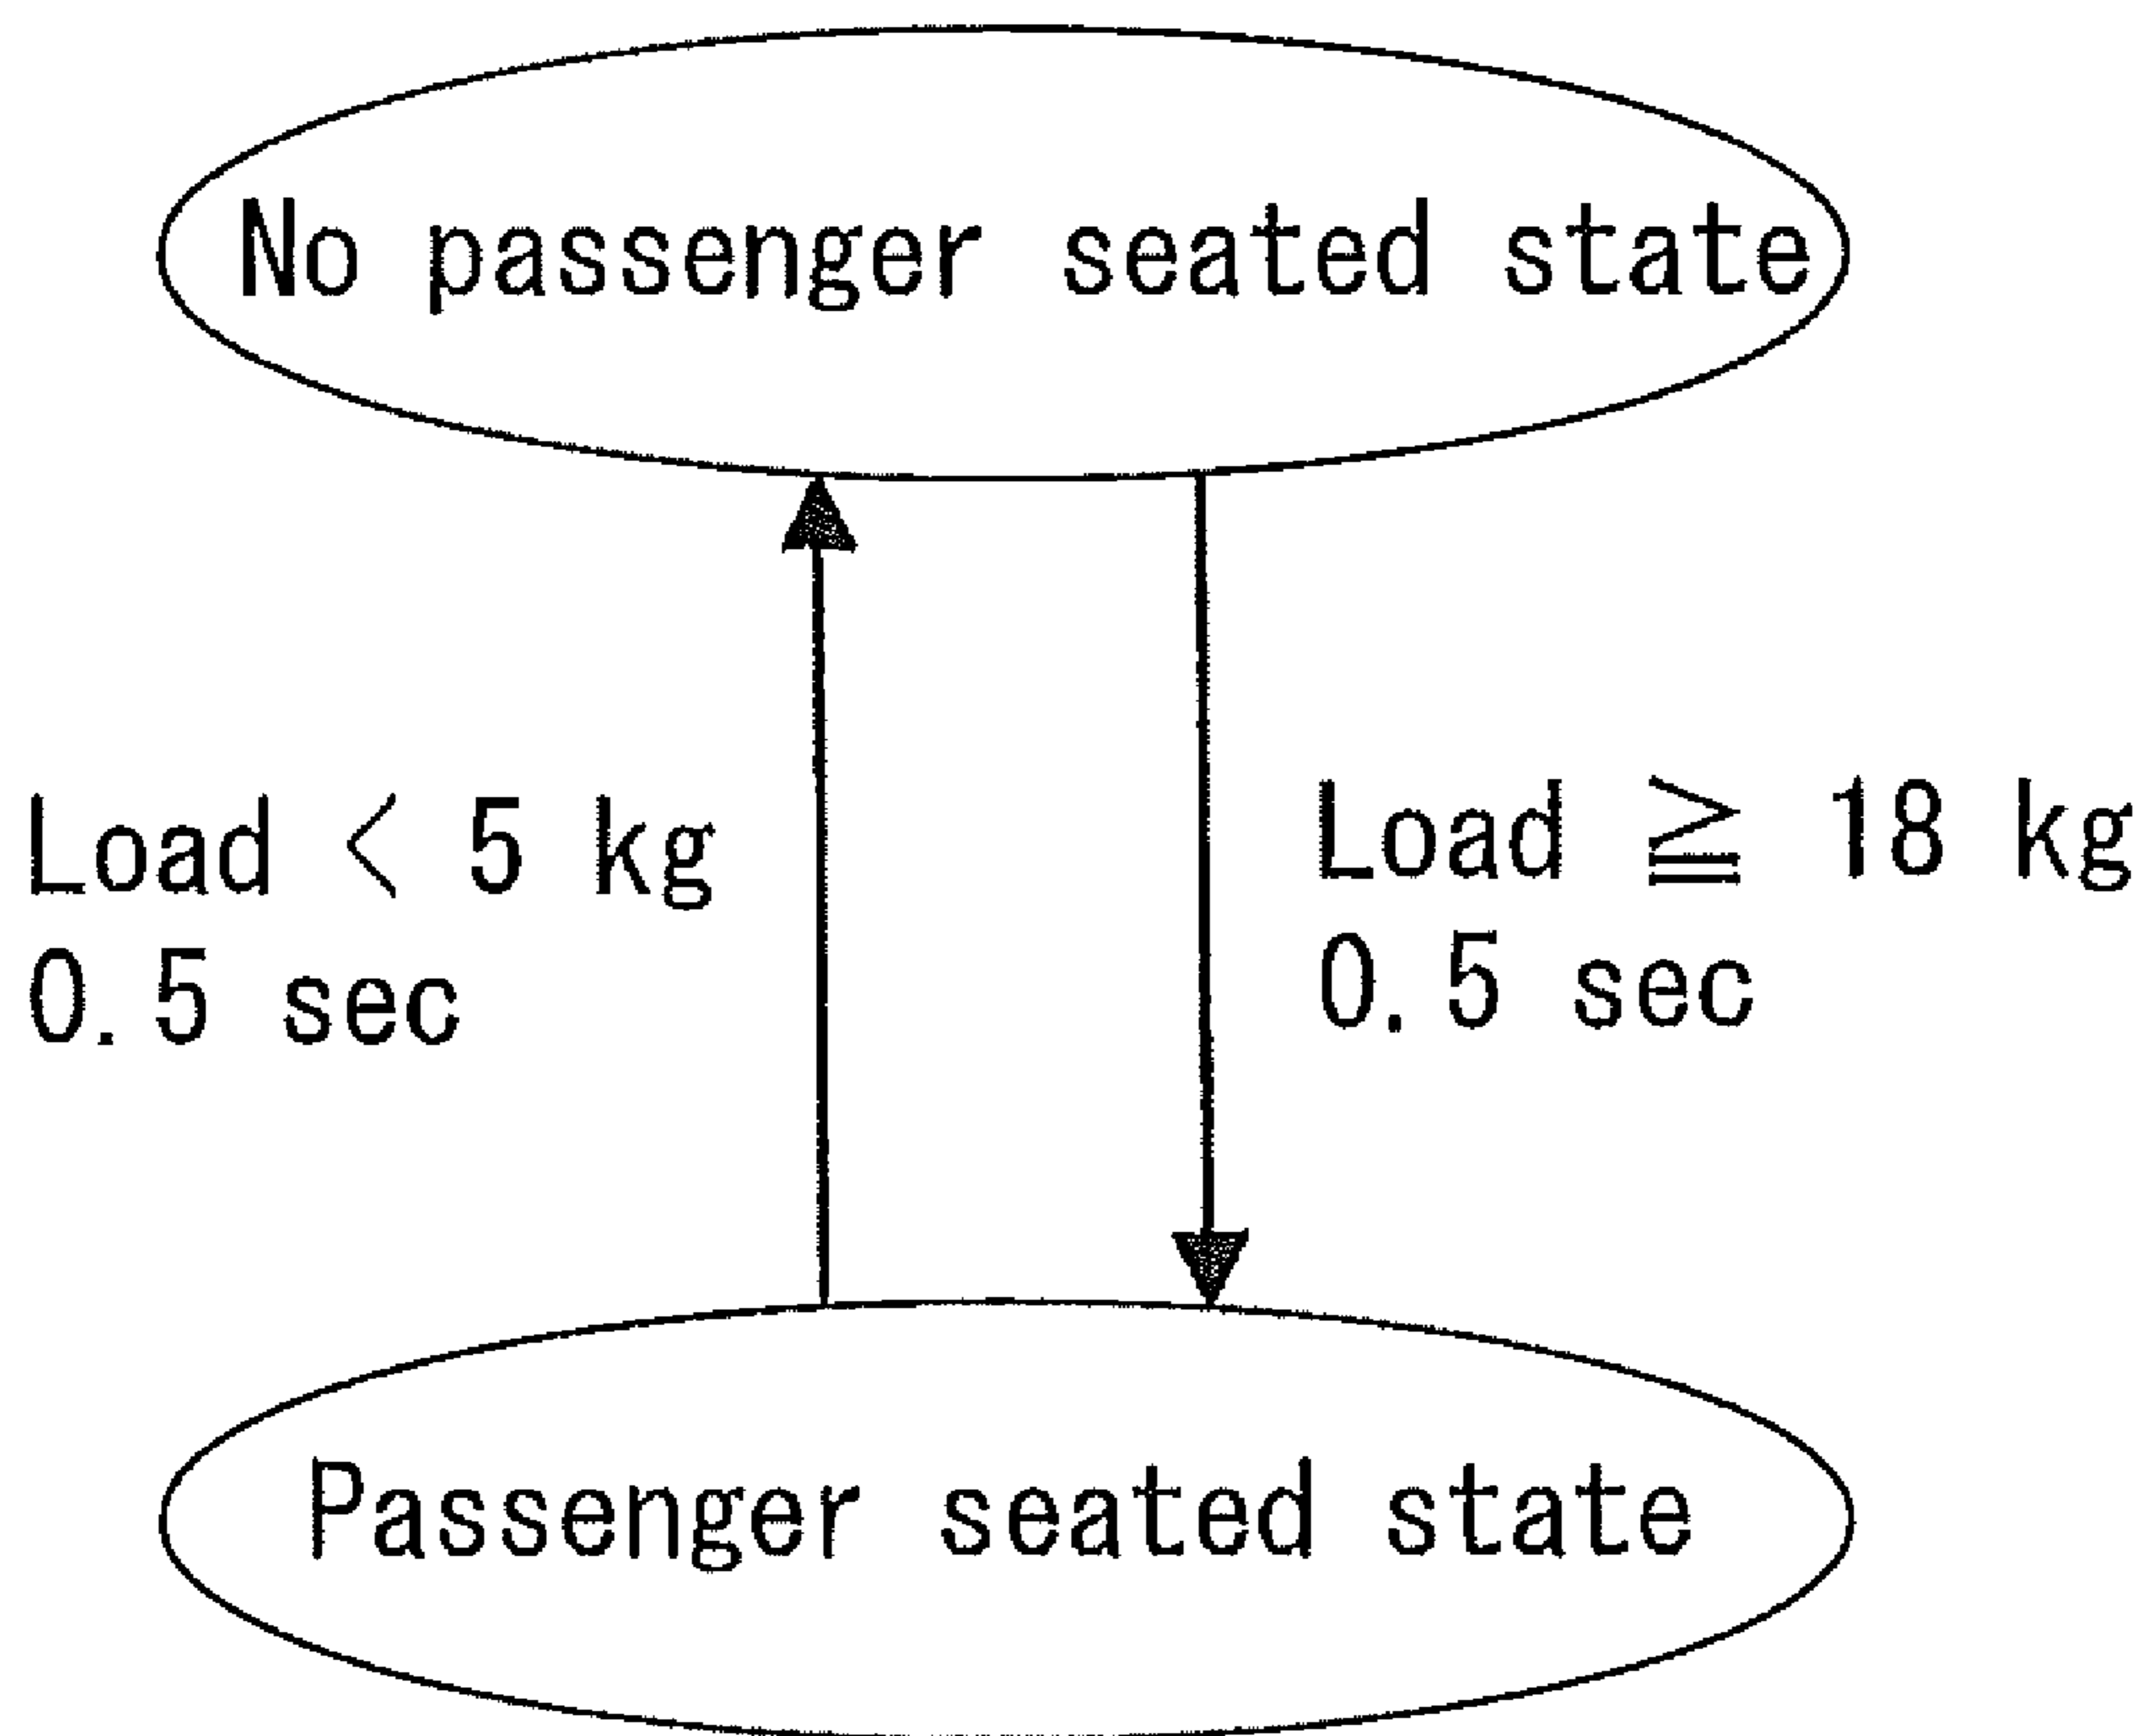 No passenger seated state
Load < 5 kg
0.5 sec
Load ≧ 18 kg
0.5 sec
Passenger seated state